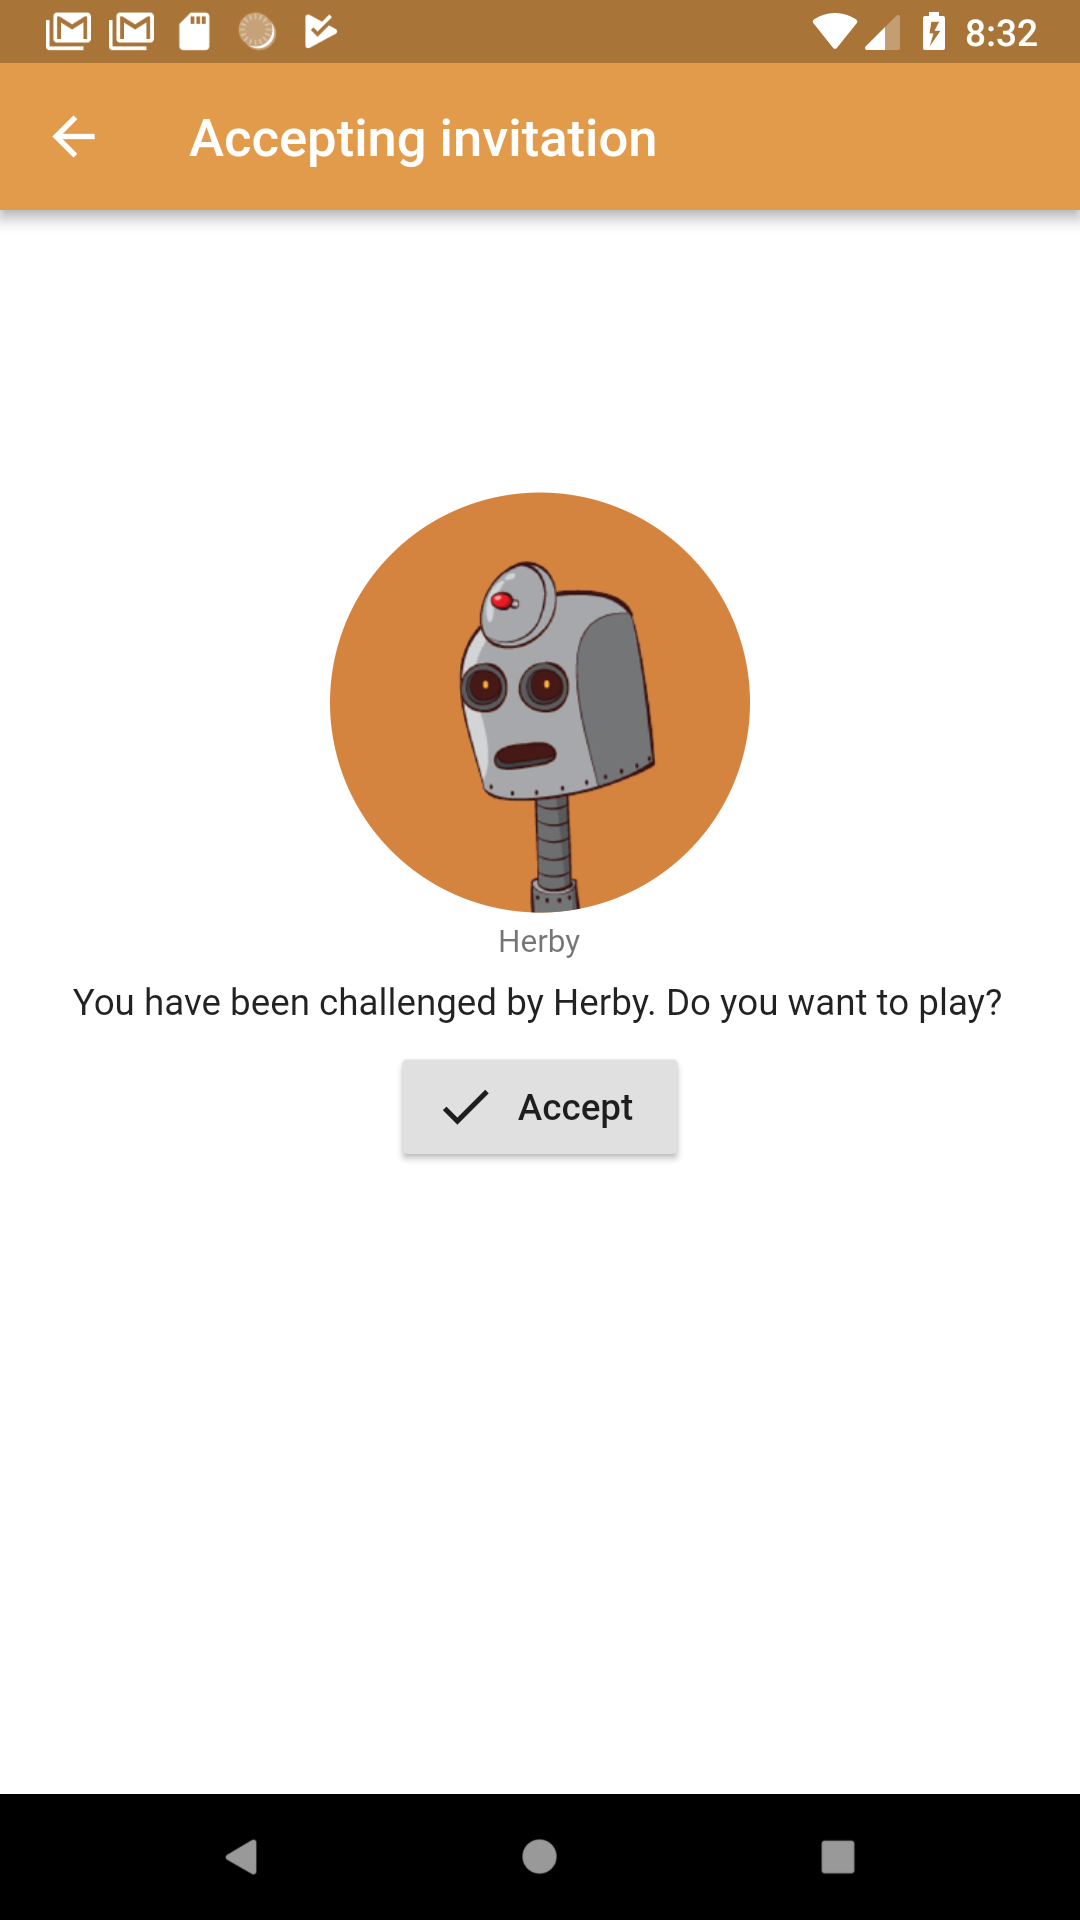 8:32
Accepting invitation
Herby
You have been challenged by Herby. Do you want to play?
Accept